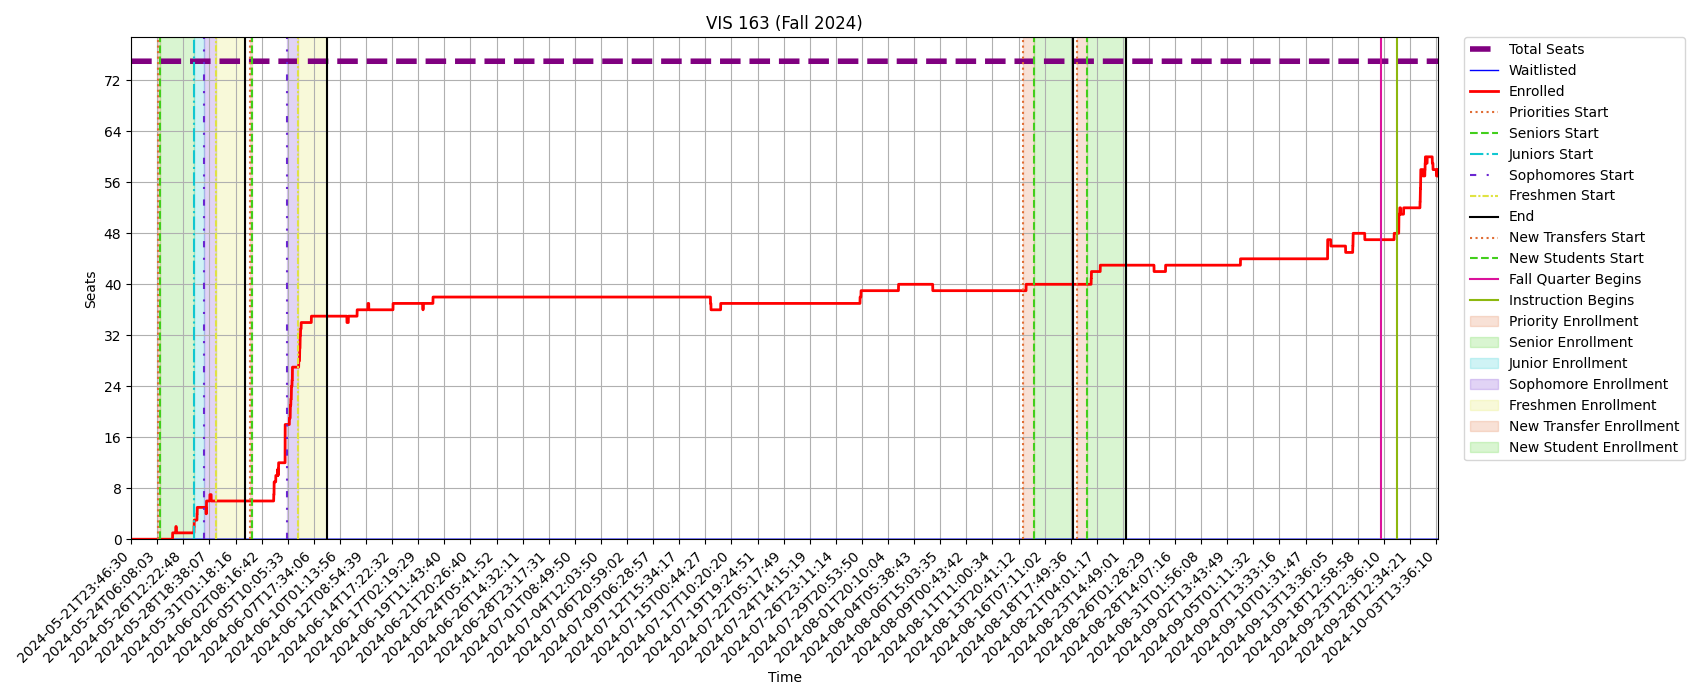 VIS 163 (Fall 2024)
Seats
72
64
56
48
40
32
24
16
8
0
2024-05-21T23:46:30
2024-05-24T06:08:03
2024-05-26T12:22:48
2024-05-28T18:38:07
2024-05-31T01:18:16
2024-06-02T08:16:42
2024-06-05T10:05:33
2024-06-07T17:34:06
2024-06-10T01:13:56
2024-06-12T08:54:39
2024-06-14T17:22:32
2024-06-17T02:19:29
2024-06-19T11:43:40
2024-06-21T20:26:40
2024-06-24T05:41:52
2024-06-26T14:32:11
2024-06-28T23:17:31
2024-07-01T08:49:50
2024-07-04T12:03:50
2024-07-06T20:59:02
2024-07-09T06:28:57
2024-07-12T15:34:17
2024-07-15T00:44:27
2024-07-17T10:20:20
2024-07-19T19:24:51
2024-07-22T05:17:49
2024-07-24T14:15:19
2024-07-26T23:11:14
2024-07-29T20:53:50
2024-08-01T20:10:04
2024-08-04T05:38:43
2024-08-06T15:03:35
2024-08-09T00:43:42
2024-08-11T11:00:34
2024-08-13T20:41:12
2024-08-16T07:11:02
2024-08-18T17:49:36
2024-08-21T04:01:17
2024-08-23T14:49:01
2024-08-26T01:28:29
2024-08-28T14:07:16
2024-08-31T01:56:08
2024-09-02T13:43:49
2024-09-05T01:11:32
2024-09-07T13:33:16
2024-09-10T01:31:47
2024-09-13T13:36:05
2024-09-18T12:58:58
2024-09-23T12:36:10
2024-09-28T12:34:21
2024-10-03T13:36:10
Time
Total Seats
Waitlisted
Enrolled
Priorities Start
Seniors Start
Juniors Start
Sophomores Start
Freshmen Start
End
New Transfers Start
New Students Start
Fall Quarter Begins
Instruction Begins
Priority Enrollment
Senior Enrollment
Junior Enrollment
Sophomore Enrollment
Freshmen Enrollment
New Transfer Enrollment
New Student Enrollment